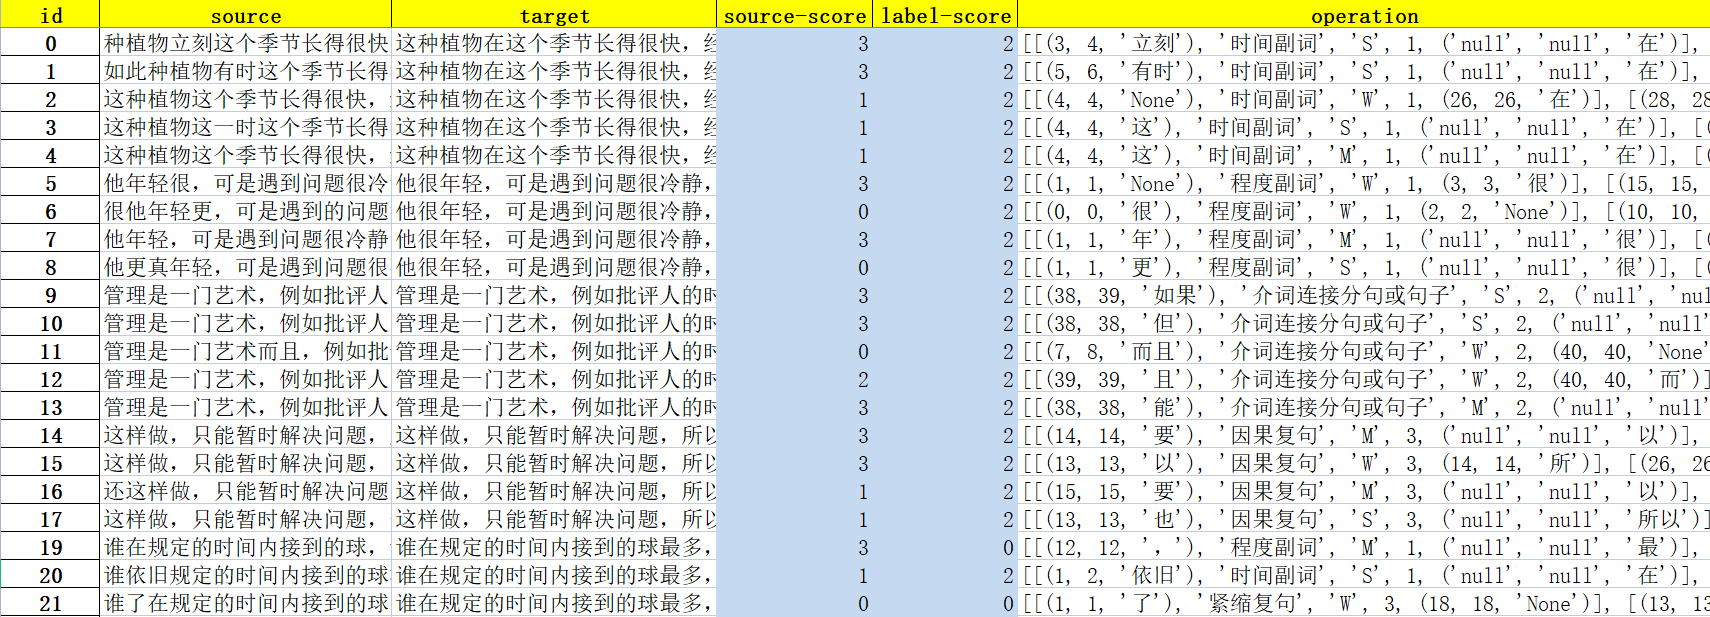 id source target source-score label-score operation
0 种植物立刻这个季节长得很快 这种植物在这个季节长得很快，经 3 2 [[(3, 4, '立刻'), '时间副词', 'S', 1, ('null', 'null', '在')],
1 如此种植物有时这个季节长得 这种植物在这个季节长得很快，经 3 2 [[(5, 6, '有时'), '时间副词', 'S', 1, ('null', 'null', '在')],
2 这种植物这个季节长得很快， 这种植物在这个季节长得很快，经 1 2 [[(4, 4, 'None'), '时间副词', 'W', 1, (26, 26, '在')], [(28, 28
3 这种植物这一时这个季节长得 这种植物在这个季节长得很快，经 1 2 [[(4, 4, '这'), '时间副词', 'S', 1, ('null', 'null', '在')], [(
4 这种植物这个季节长得很快， 这种植物在这个季节长得很快，经 1 2 [[(4, 4, '这'), '时间副词', 'M', 1, ('null', 'null', '在')], [(
5 他年轻很，可是遇到问题很冷 他很年轻，可是遇到问题很冷静， 3 2 [[(1, 1, 'None'), '程度副词', 'W', 1, (3, 3, '很')], [(15, 15,
6 很他年轻更，可是遇到的问题 他很年轻，可是遇到问题很冷静， 0 2 [[(0, 0, '很'), '程度副词', 'W', 1, (2, 2, 'None')], [(10, 10,
7 他年轻，可是遇到问题很冷静 他很年轻，可是遇到问题很冷静， 3 2 [[(1, 1, '年'), '程度副词', 'M', 1, ('null', 'null', '很')], [(
8 他更真年轻，可是遇到问题很 他很年轻，可是遇到问题很冷静， 0 2 [[(1, 1, '更'), '程度副词', 'S', 1, ('null', 'null', '很')], [(
9 管理是一门艺术，例如批评人 管理是一门艺术，例如批评人的时 3 2 [[(38, 39, '如果'), '介词连接分句或句子', 'S', 2, ('null', 'nul
10 管理是一门艺术，例如批评人 管理是一门艺术，例如批评人的时 3 2 [[(38, 38, '但'), '介词连接分句或句子', 'S', 2, ('null', 'null'
11 管理是一门艺术而且，例如批 管理是一门艺术，例如批评人的时 0 2 [[(7, 8, '而且'), '介词连接分句或句子', 'W', 2, (40, 40, 'None'
12 管理是一门艺术，例如批评人 管理是一门艺术，例如批评人的时 2 2 [[(39, 39, '且'), '介词连接分句或句子', 'W', 2, (40, 40, '而')]
13 管理是一门艺术，例如批评人 管理是一门艺术，例如批评人的时 3 2 [[(38, 38, '能'), '介词连接分句或句子', 'M', 2, ('null', 'null'
14 这样做，只能暂时解决问题， 这样做，只能暂时解决问题，所以 3 2 [[(14, 14, '要'), '因果复句', 'M', 3, ('null', 'null', '以')],
15 这样做，只能暂时解决问题， 这样做，只能暂时解决问题，所以 3 2 [[(13, 13, '以'), '因果复句', 'W', 3, (14, 14, '所')], [(26, 26
16 还这样做，只能暂时解决问题 这样做，只能暂时解决问题，所以 1 2 [[(15, 15, '要'), '因果复句', 'M', 3, ('null', 'null', '以')],
17 这样做，只能暂时解决问题， 这样做，只能暂时解决问题，所以 1 2 [[(13, 13, '也'), '因果复句', 'S', 3, ('null', 'null', '所以')]
19 谁在规定的时间内接到的球， 谁在规定的时间内接到的球最多， 3 0 [[(12, 12, '，'), '程度副词', 'M', 1, ('null', 'null', '最')],
20 谁依旧规定的时间内接到的球 谁在规定的时间内接到的球最多， 1 2 [[(1, 2, '依旧'), '时间副词', 'S', 1, ('null', 'null', '在')],
21 谁了在规定的时间内接到的球 谁在规定的时间内接到的球最多， 0 0 [[(1, 1, '了'), '紧缩复句', 'W', 3, (18, 18, 'None')], [(13, 13